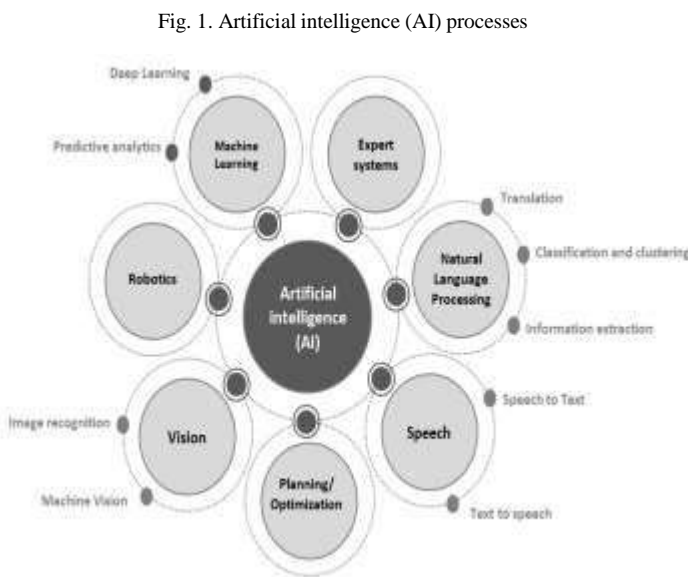 Fig. 1. Artificial intelligence (AI) processes
Deep Learning
Predictive analytics
Machine
Learning
Expert
systems
Translation
Classification and clustering
Natural
Language
Processing
Information extraction
Robotics
Artificial
intelligence
(AI)
Speech to Text
Speech
Text to speech
Image recognition
Vision
Machine Vision
Planning/
Optimization